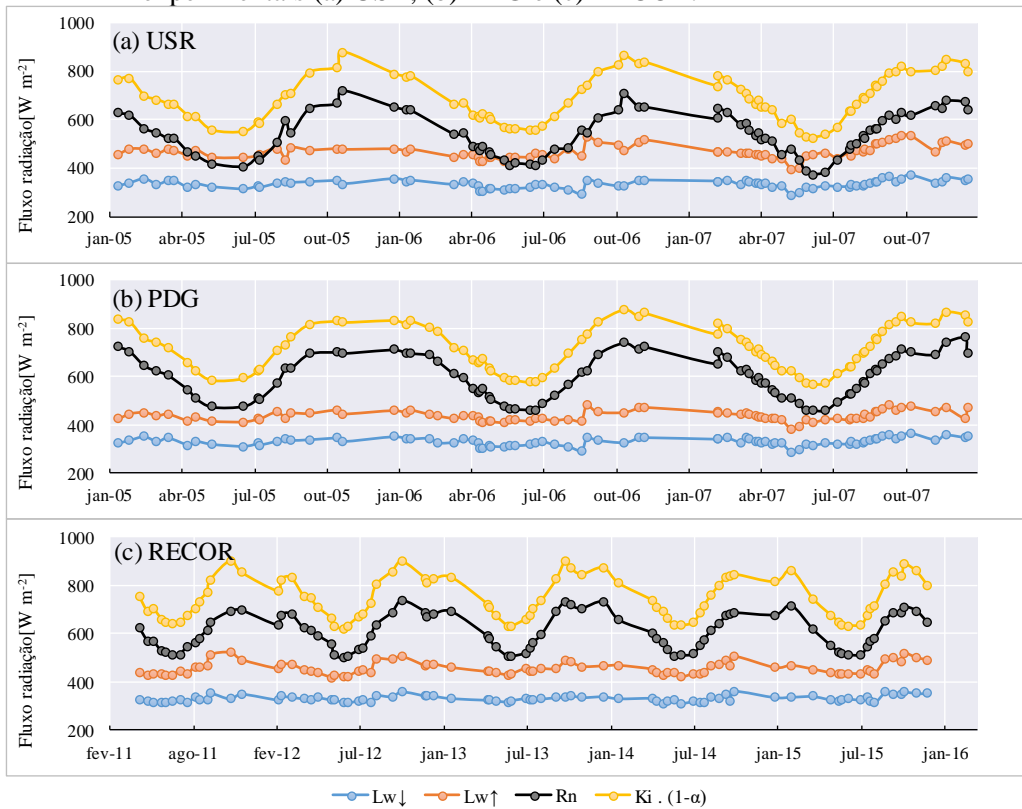 (a) USR
Fluxo radiação[W m⁻²]
1000
800
600
400
200
jan-05 abr-05 jul-05 out-05 jan-06 abr-06 jul-06 out-06 jan-07 abr-07 jul-07 out-07
(b) PDG
Fluxo radiação[W m⁻²]
1000
800
600
400
200
jan-05 abr-05 jul-05 out-05 jan-06 abr-06 jul-06 out-06 jan-07 abr-07 jul-07 out-07
(c) RECOR
Fluxo radiação[W m⁻²]
1000
800
600
400
200
fev-11 ago-11 fev-12 jul-12 jan-13 jul-13 jan-14 jul-14 jan-15 jul-15 jan-16
Lw↓ Lw↑ Rn Ki . (1-α)